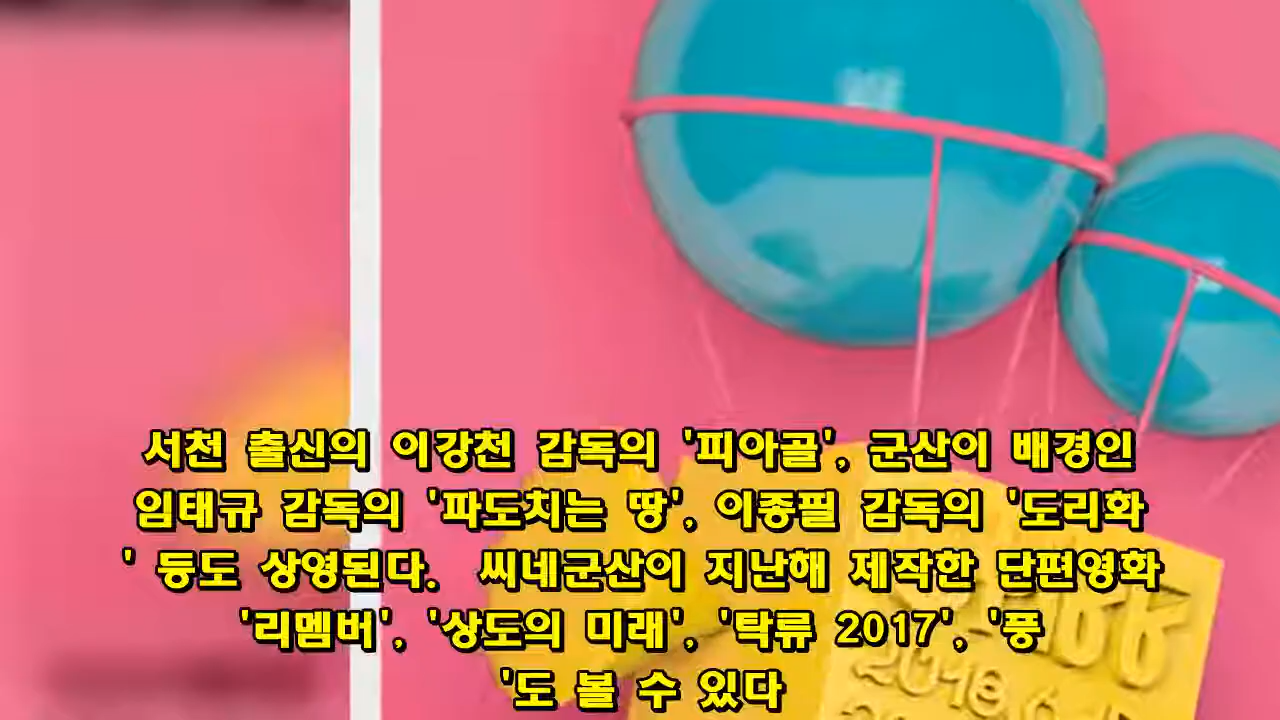 서천 출신의 이강천 감독의 '피아골', 군산이 배경인
임태규 감독의 '파도치는 땅', 이종필 감독의 '도리화
' 등도 상영된다. 씨네군산이 지난해 제작한 단편영화
'리멤버', '상도의 미래', '탁류 2017', '풍
'도 볼 수 있다